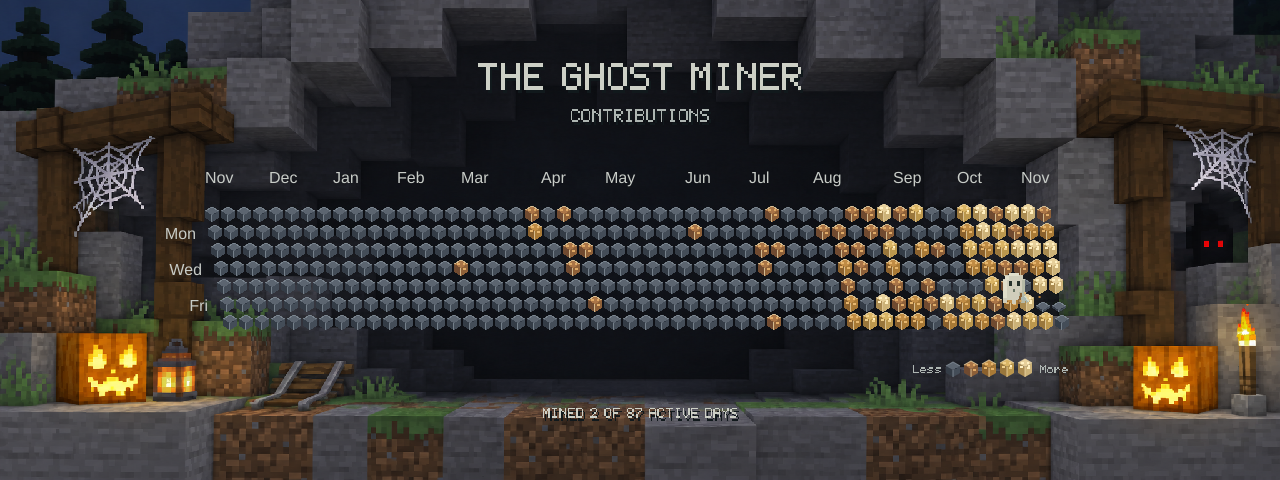 THE GHOST MINER
CONTRIBUTIONS
Nov Dec Jan Feb Mar Apr May Jun Jul Aug Sep Oct Nov
Mon
Wed
Fri
Less More
MINED 2 OF 87 ACTIVE DAYS